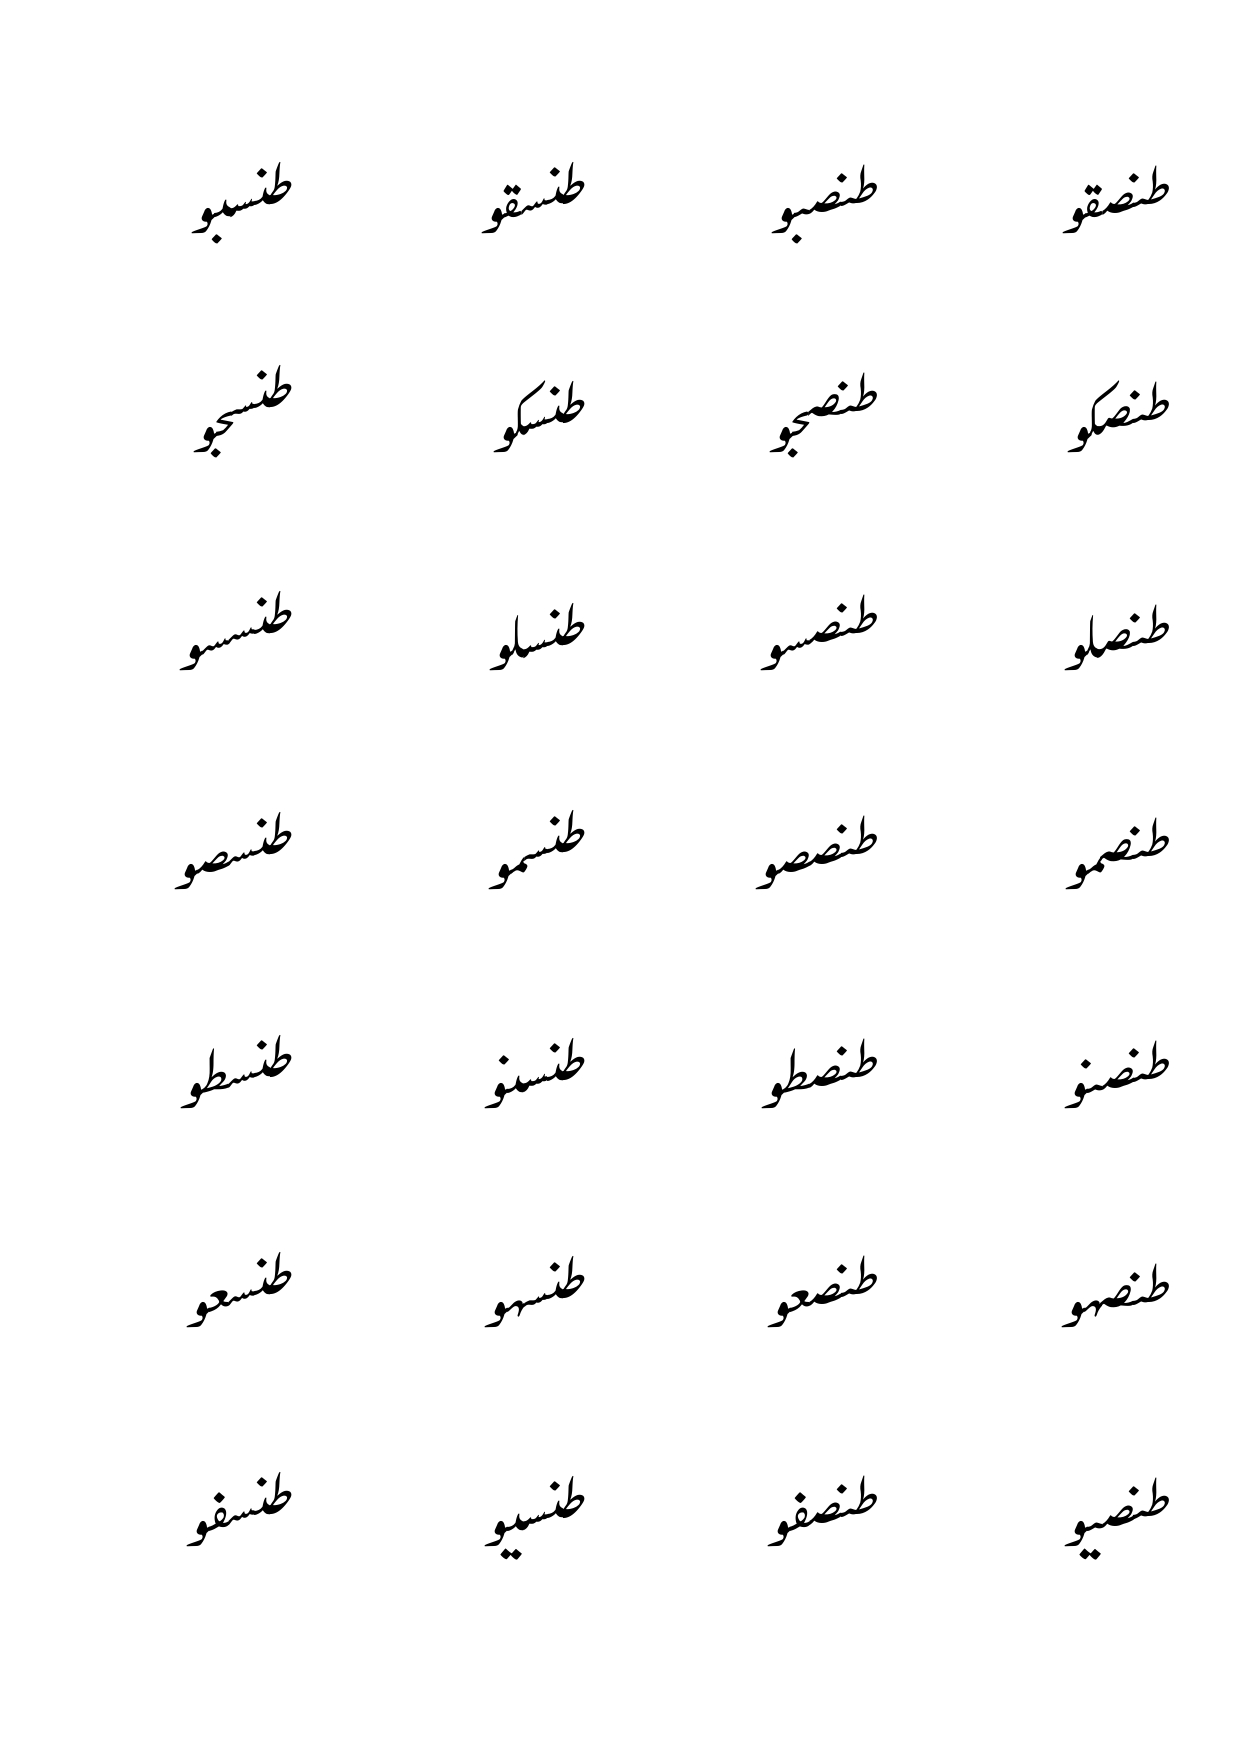 طنصقو طنصبو طنسقو طنسبو
طنصكو طنصجو طنسكو طنسجو
طنصلو طنصسو طنسلو طنسسو
طنصمو طنصصو طنسمو طنسصو
طنصنو طنصطو طنسنو طنسطو
طنصهو طنصعو طنسهو طنسعو
طنصيو طنصفو طنسيو طنسفو